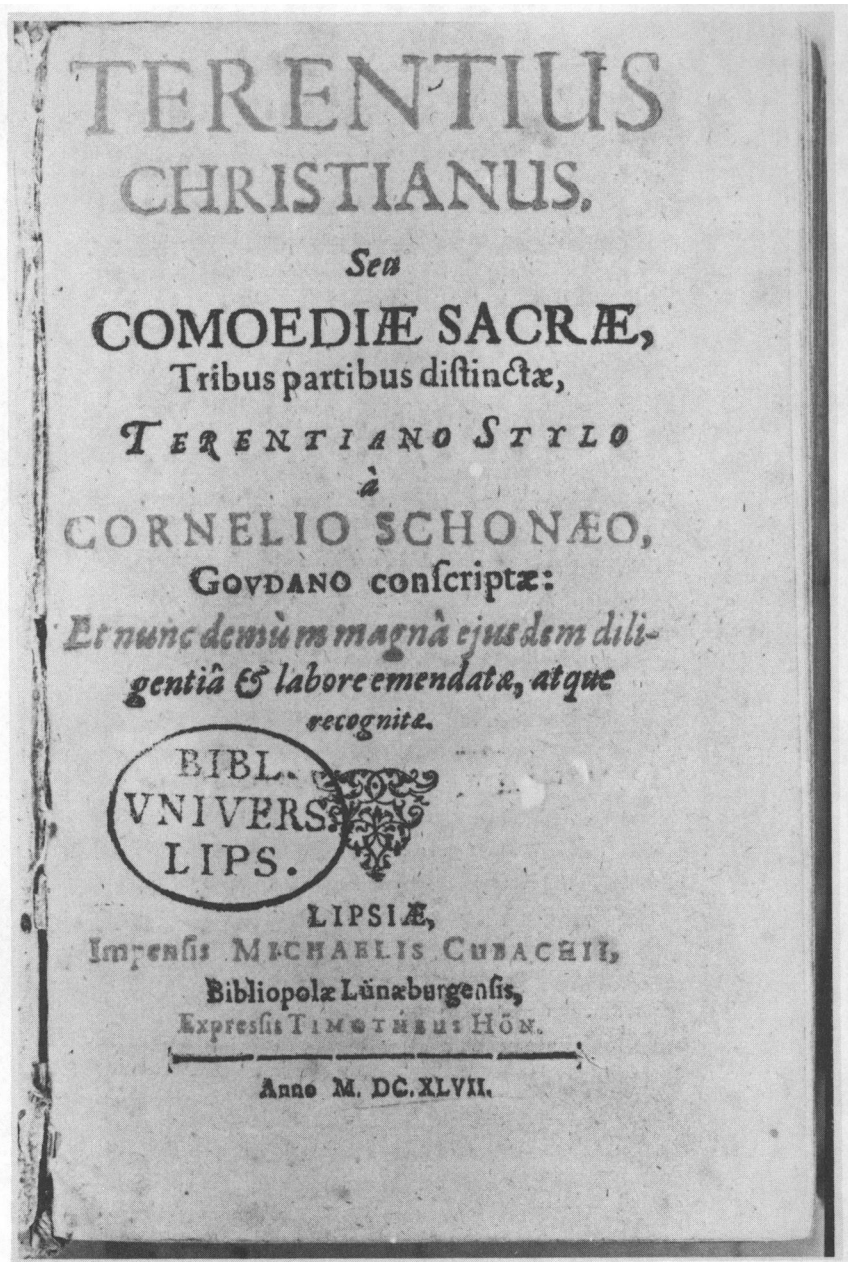 TERENTIUS
CHRISTIANUS.
Seu
COMOEDIÆ SACRÆ,
Tribus partibus diſtinctæ,
TERENTIANO STYLO
à
CORNELIO SCHONÆO,
GOVDANO conſcriptæ:
Et nunc demùm magnâ ejusdem dili-
gentiâ & labore emendatæ, atque
recognitæ.
BIBL.
VNIVERS.
LIPS.
LIPSIÆ,
Impenſis MICHAELIS CUBACHII,
Bibliopolæ Lünæburgenſis,
Expreſſit TIMOTHEUS HÖN.
Anno M. DC. XLVII.